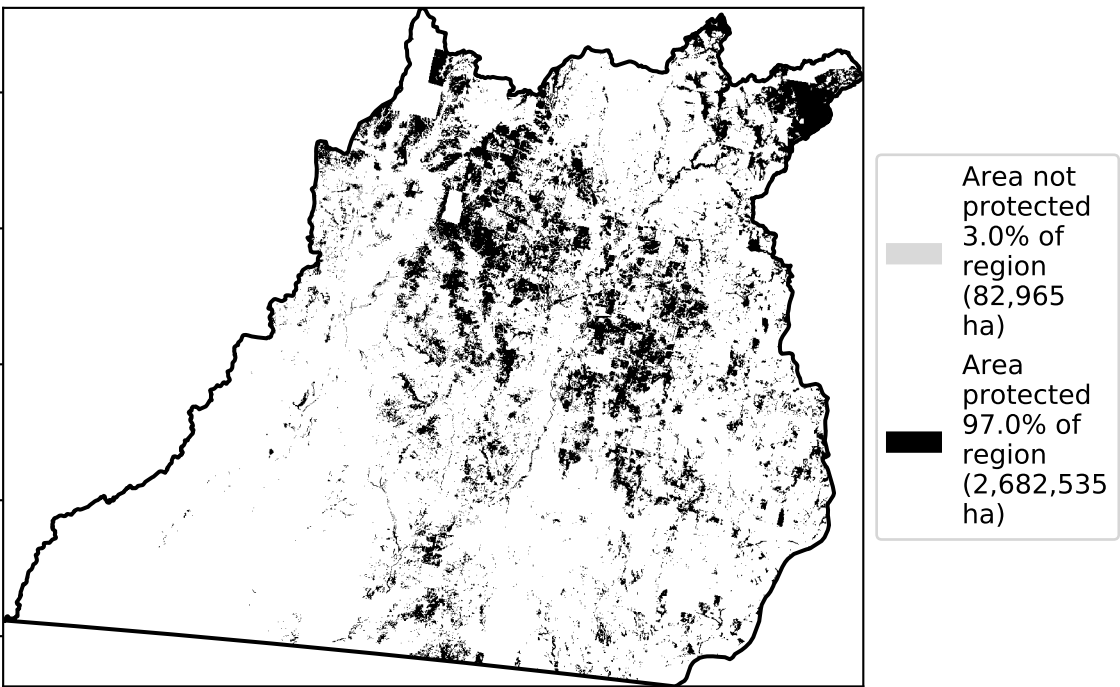 Area not
protected
3.0% of
region
(82,965
ha)
Area
protected
97.0% of
region
(2,682,535
ha)